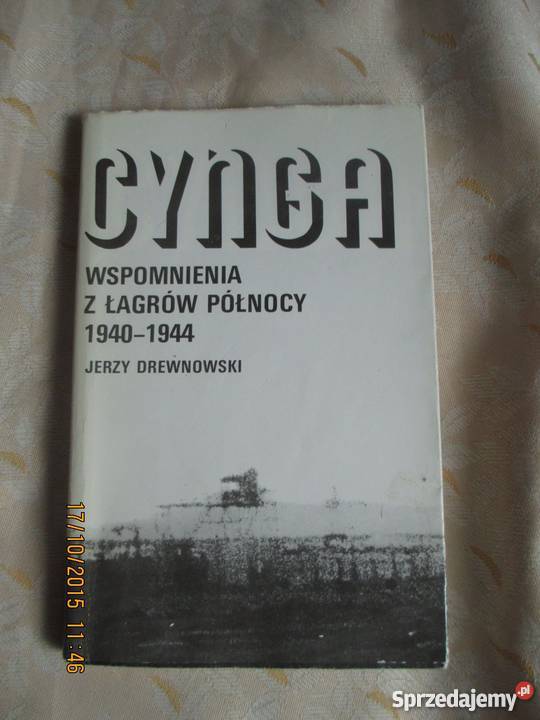 CYNGA
WSPOMNIENIA
Z ŁAGRÓW PÓŁNOCY
1940–1944
JERZY DREWNOWSKI
17/10/2015 11:46
Sprzedajemy.pl